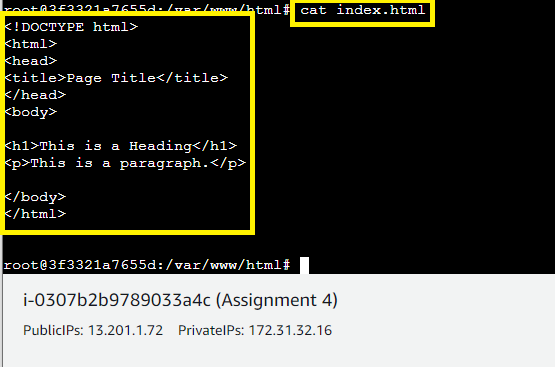 root@3f3321a7655d:/var/www/html# cat index.html
<!DOCTYPE html>
<html>
<head>
<title>Page Title</title>
</head>
<body>
<h1>This is a Heading</h1>
<p>This is a paragraph.</p>
</body>
</html>
root@3f3321a7655d:/var/www/html#
i-0307b2b9789033a4c (Assignment 4)
PublicIPs: 13.201.1.72 PrivateIPs: 172.31.32.16